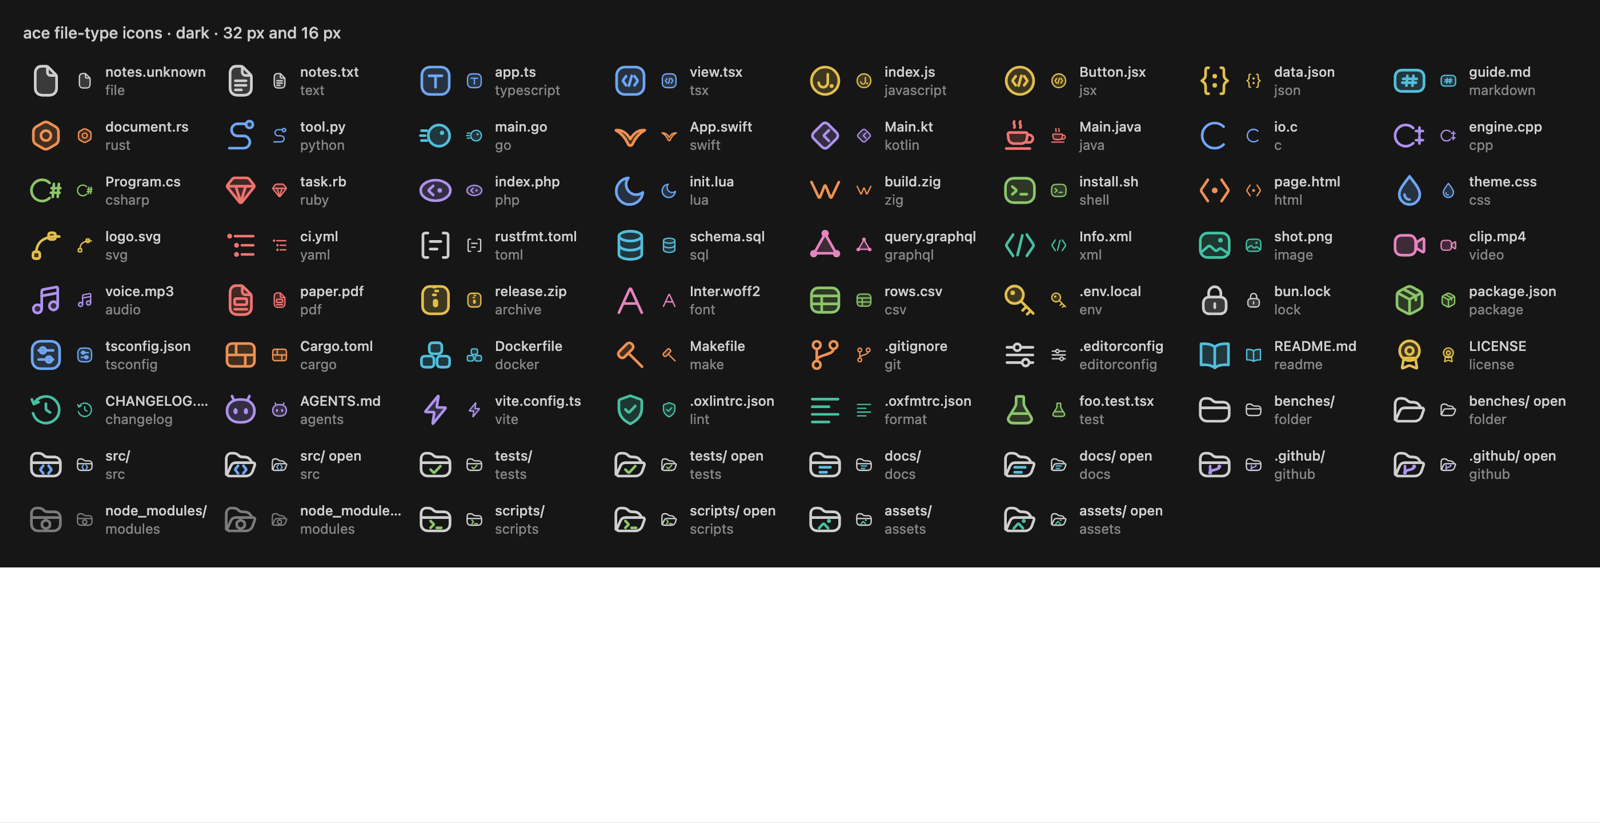 ace file-type icons · dark · 32 px and 16 px
notes.unknown
file
notes.txt
text
app.ts
typescript
view.tsx
tsx
index.js
javascript
Button.jsx
jsx
data.json
json
guide.md
markdown
document.rs
rust
tool.py
python
main.go
go
App.swift
swift
Main.kt
kotlin
Main.java
java
io.c
c
engine.cpp
cpp
Program.cs
csharp
task.rb
ruby
index.php
php
init.lua
lua
build.zig
zig
install.sh
shell
page.html
html
theme.css
css
logo.svg
svg
ci.yml
yaml
rustfmt.toml
toml
schema.sql
sql
query.graphql
graphql
Info.xml
xml
shot.png
image
clip.mp4
video
voice.mp3
audio
paper.pdf
pdf
release.zip
archive
Inter.woff2
font
rows.csv
csv
.env.local
env
bun.lock
lock
package.json
package
tsconfig.json
tsconfig
Cargo.toml
cargo
Dockerfile
docker
Makefile
make
.gitignore
git
.editorconfig
editorconfig
README.md
readme
LICENSE
license
CHANGELOG....
changelog
AGENTS.md
agents
vite.config.ts
vite
.oxlintrc.json
lint
.oxfmtrc.json
format
foo.test.tsx
test
benches/
folder
benches/ open
folder
src/
src
src/ open
src
tests/
tests
tests/ open
tests
docs/
docs
docs/ open
docs
.github/
github
.github/ open
github
node_modules/
modules
node_module...
modules
scripts/
scripts
scripts/ open
scripts
assets/
assets
assets/ open
assets